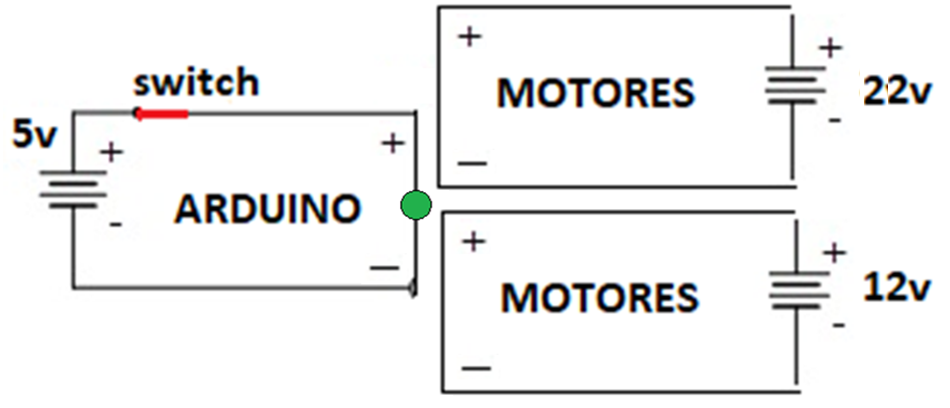 switch
5v
+
-
ARDUINO
+
—
+
MOTORES
—
+
-
22v
+
MOTORES
—
+
-
12v